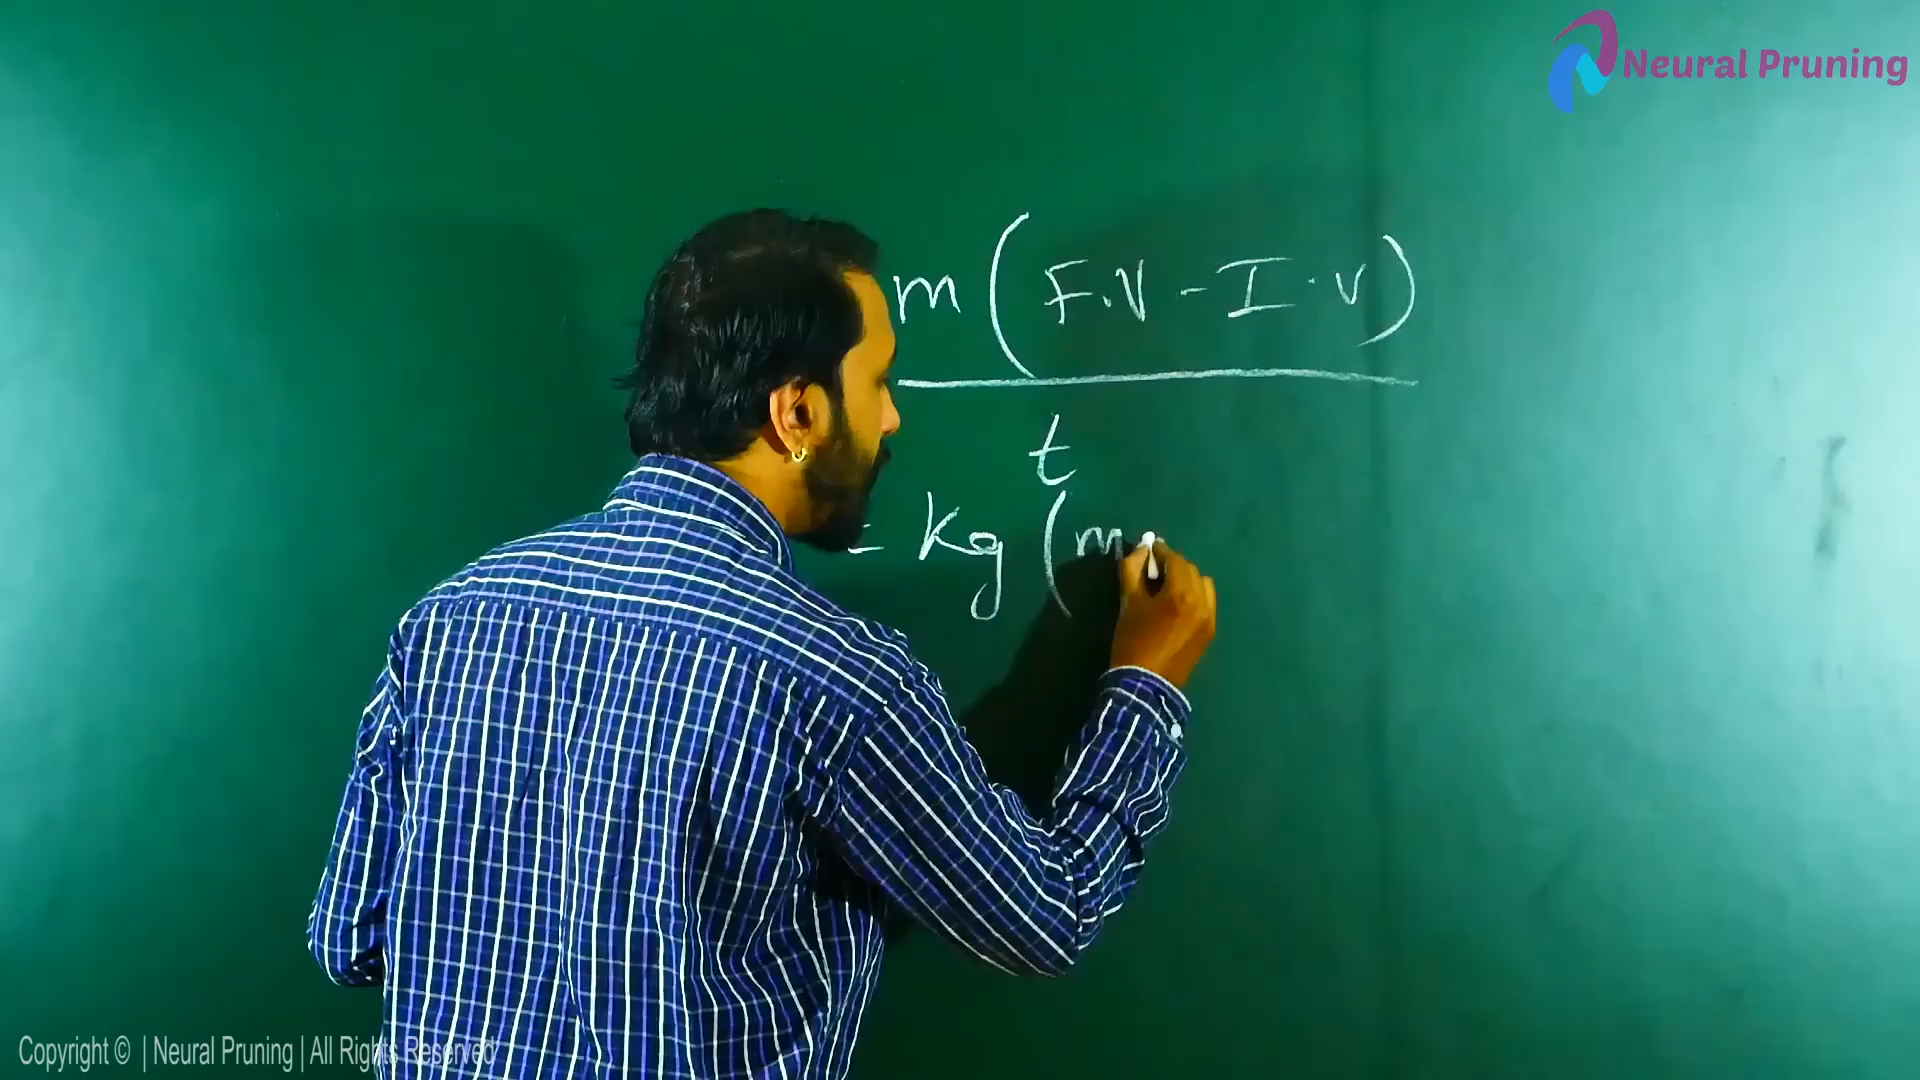 Neural Pruning
m (F.V - I.V)
t
= kg (m
Copyright © | Neural Pruning | All Rights Reserved